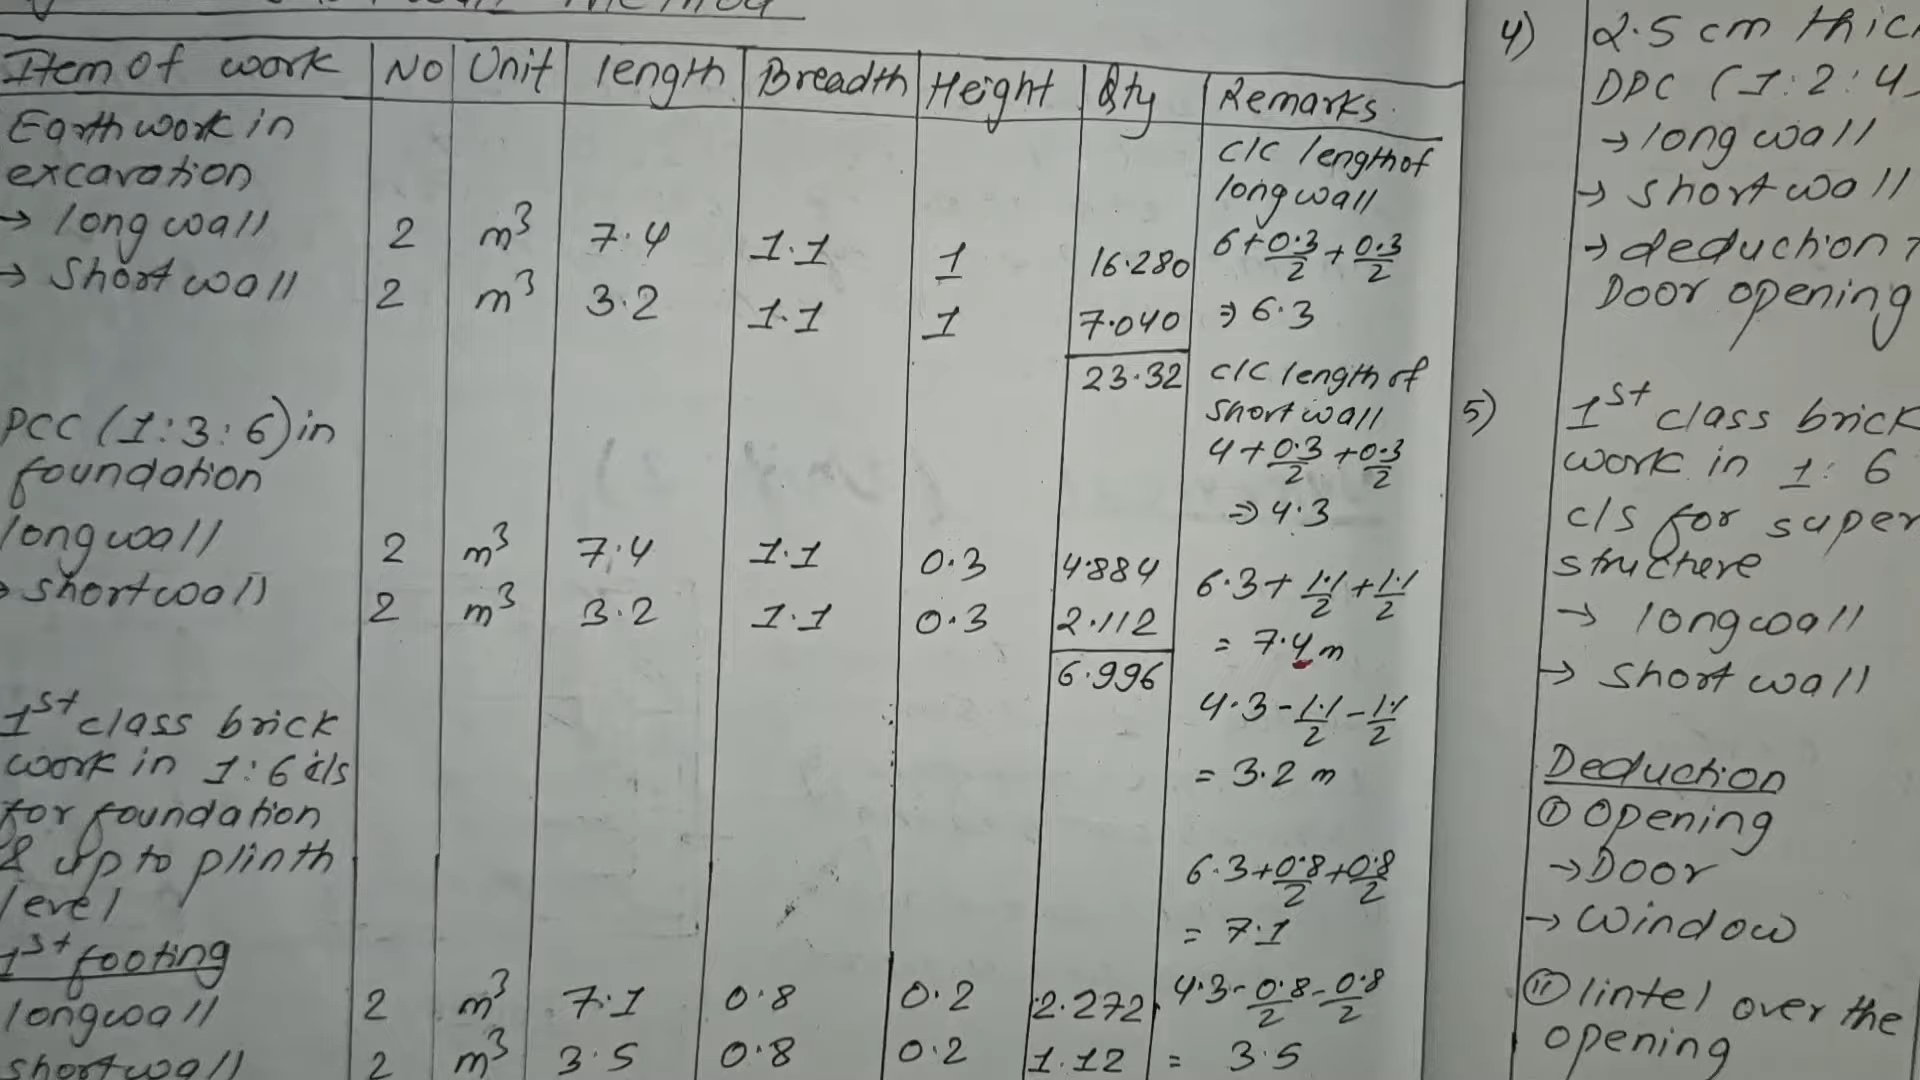 Method
Item of work No Unit length Breadth Height Qty Remarks
Earthwork in
excavation
→ long wall 2 m³ 7.4 1.1 1 16.280
→ Short wall 2 m³ 3.2 1.1 1 7.040
23.32
c/c length of
long wall
6+0.3/2+0.3/2
⇒ 6.3
c/c length of
short wall
4+0.3/2+0.3/2
⇒ 4.3
PCC (1:3:6) in
foundation
long wall 2 m³ 7.4 1.1 0.3 4.884
→ short wall 2 m³ 3.2 1.1 0.3 2.112
6.996
6.3+1.1/2+1.1/2
= 7.4 m
4.3-1.1/2-1.1/2
= 3.2 m
1st class brick
work in 1:6 c/s
for foundation
& up to plinth
level
1st footing
long wall 2 m³ 7.1 0.8 0.2 2.272
short wall 2 m³ 3.5 0.8 0.2 1.12
6.3+0.8/2+0.8/2
= 7.1
4.3-0.8/2-0.8/2
= 3.5
4) 2.5 cm
DPC (1:2:4)
→ long wall
→ short wall
→ deduction
Door opening
5) 1st class brick
work in 1:6
c/s for super
structere
→ long wall
→ short wall
Deduction
(i) Opening
→ Door
→ Window
(ii) lintel over the
opening